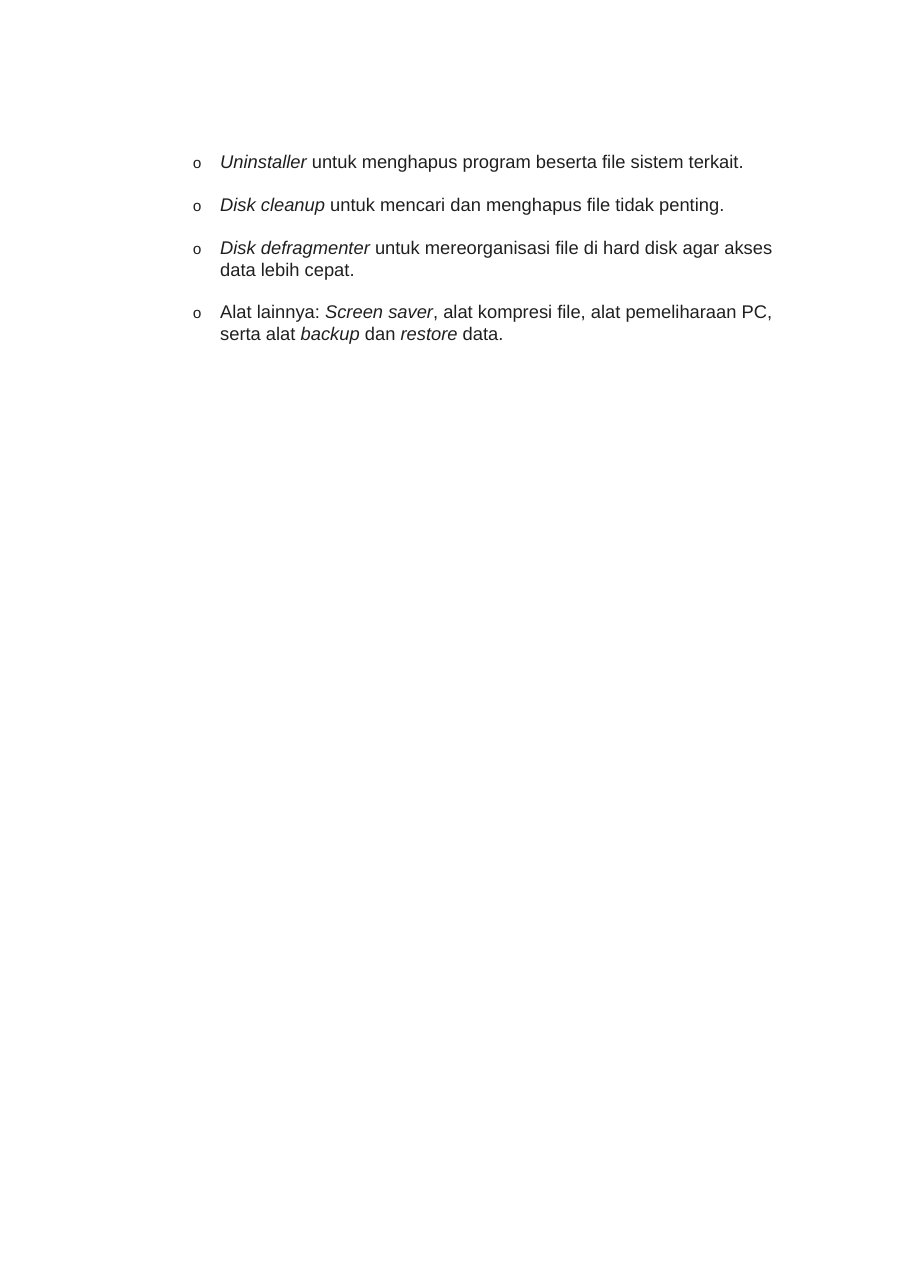 o Uninstaller untuk menghapus program beserta file sistem terkait.
o Disk cleanup untuk mencari dan menghapus file tidak penting.
o Disk defragmenter untuk mereorganisasi file di hard disk agar akses
data lebih cepat.
o Alat lainnya: Screen saver, alat kompresi file, alat pemeliharaan PC,
serta alat backup dan restore data.